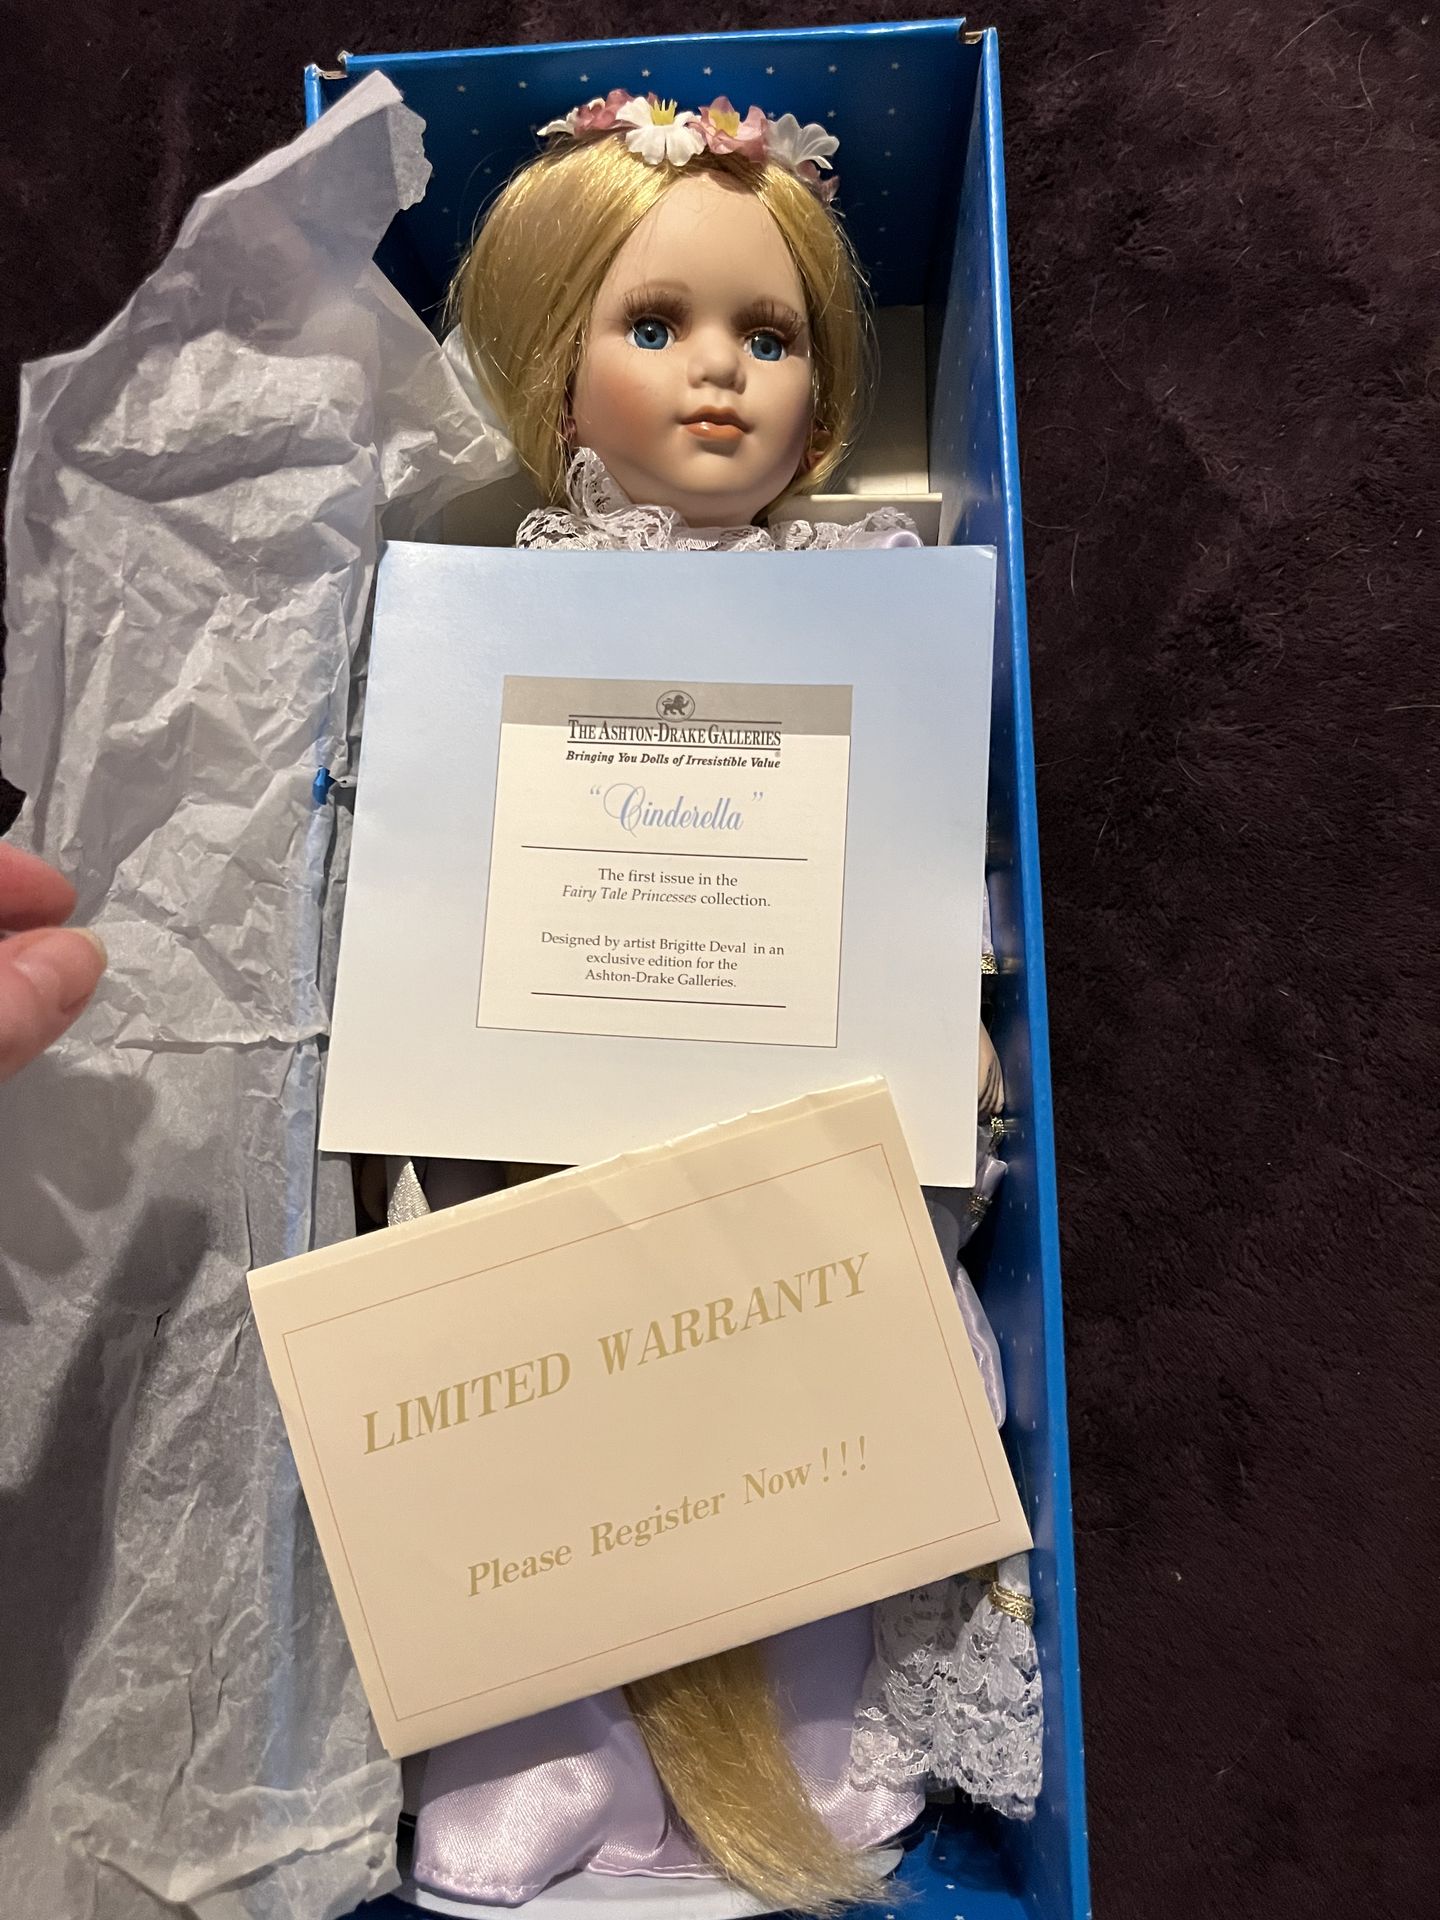 THE ASHTON-DRAKE GALLERIES®
Bringing You Dolls of Irresistible Value
"Cinderella"
The first issue in the
Fairy Tale Princesses collection.
Designed by artist Brigitte Deval in an
exclusive edition for the
Ashton-Drake Galleries.
LIMITED WARRANTY
Please Register Now!!!